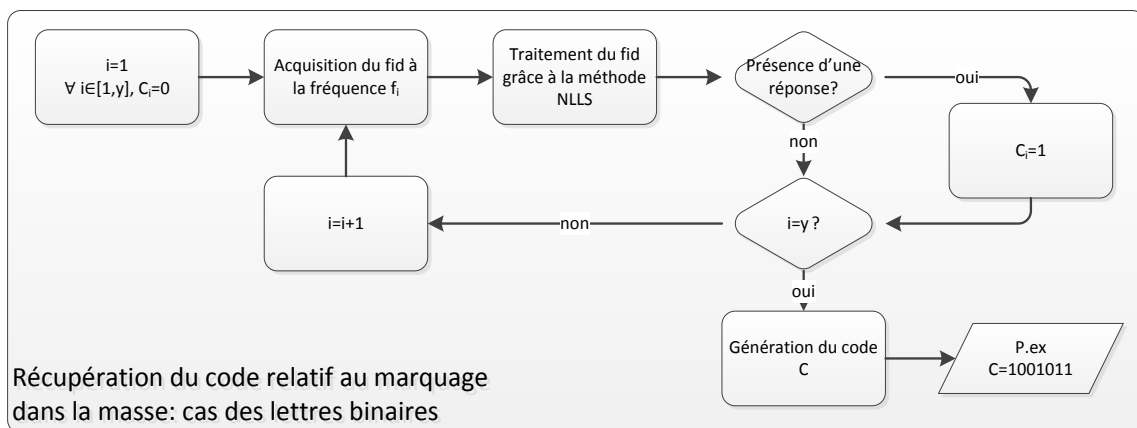 i=1
∀ i∈[1,y], Cᵢ=0
Acquisition du fid à
la fréquence fᵢ
Traitement du fid
grâce à la méthode
NLLS
Présence d'une
réponse?
oui
non
Cᵢ=1
i=i+1
non
i=y ?
oui
Génération du code
C
P.ex
C=1001011
Récupération du code relatif au marquage
dans la masse: cas des lettres binaires